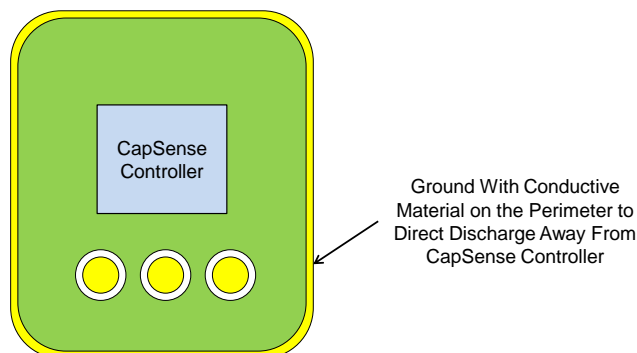 CapSense
Controller
Ground With Conductive
Material on the Perimeter to
Direct Discharge Away From
CapSense Controller